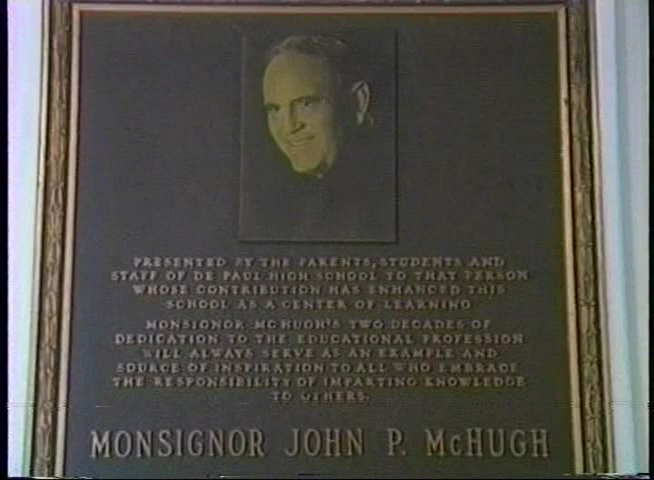 PRESENTED BY THE PARENTS, STUDENTS AND
STAFF OF DE PAUL HIGH SCHOOL TO THAT PERSON
WHOSE CONTRIBUTION HAS ENHANCED THIS
SCHOOL AS A CENTER OF LEARNING
MONSIGNOR MCHUGH'S TWO DECADES OF
DEDICATION TO THE EDUCATIONAL PROFESSION
WILL ALWAYS SERVE AS AN EXAMPLE AND
SOURCE OF INSPIRATION TO ALL WHO EMBRACE
THE RESPONSIBILITY OF IMPARTING KNOWLEDGE
TO OTHERS.
MONSIGNOR JOHN P. McHUGH